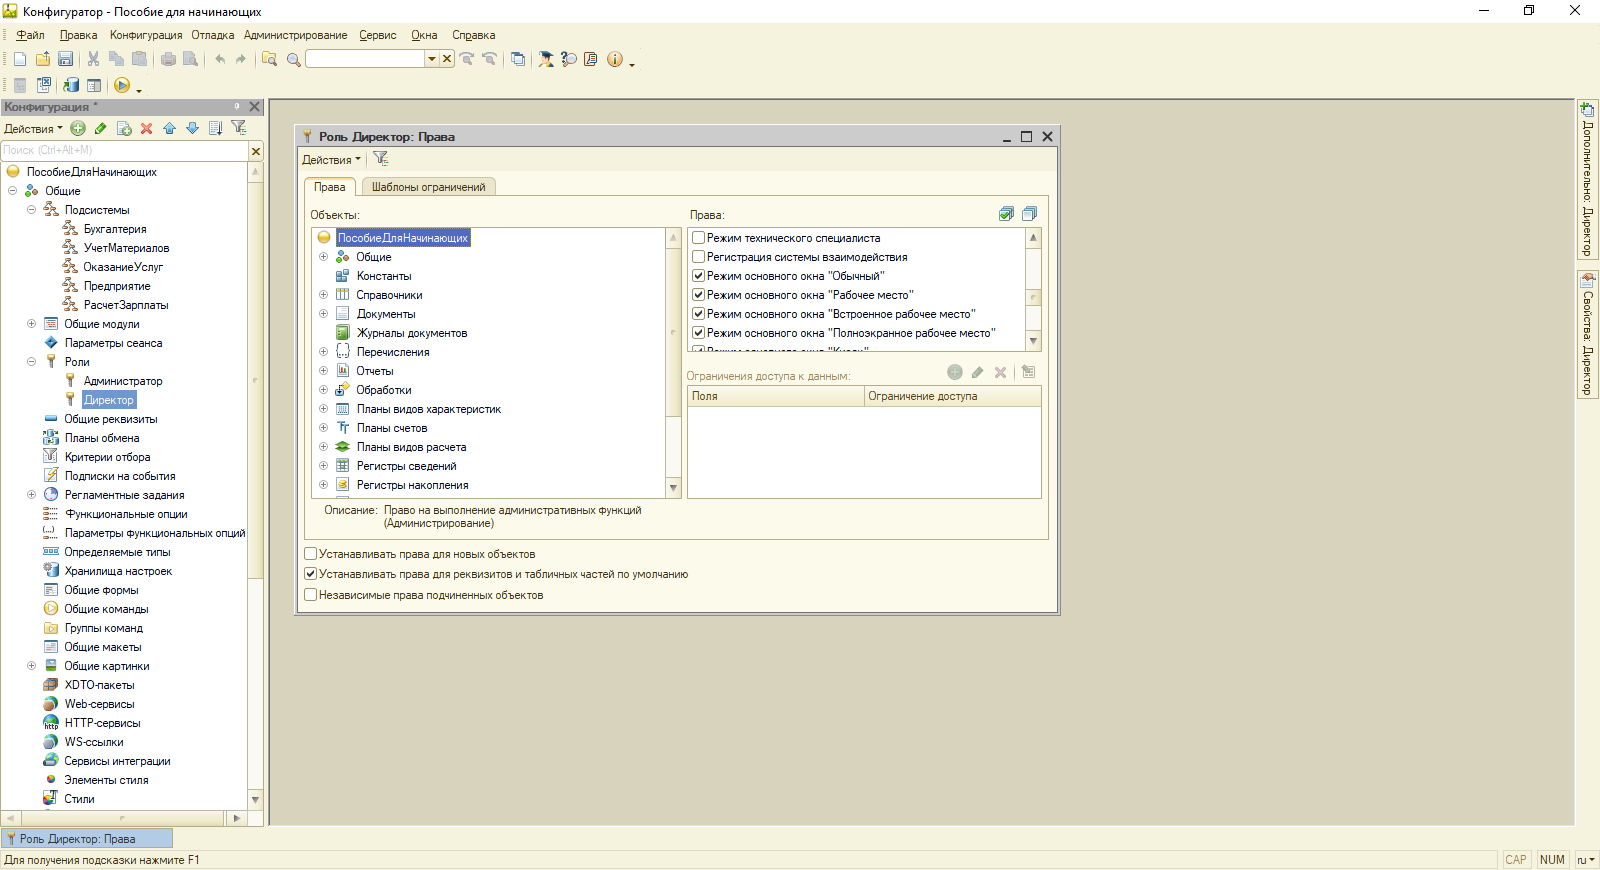 Конфигуратор - Пособие для начинающих
Файл Правка Конфигурация Отладка Администрирование Сервис Окна Справка
Конфигурация *
Действия
Поиск (Ctrl+Alt+M)
ПособиеДляНачинающих
Общие
Подсистемы
Бухгалтерия
УчетМатериалов
ОказаниеУслуг
Предприятие
РасчетЗарплаты
Общие модули
Параметры сеанса
Роли
Администратор
Директор
Общие реквизиты
Планы обмена
Критерии отбора
Подписки на события
Регламентные задания
Функциональные опции
Параметры функциональных опций
Определяемые типы
Хранилища настроек
Общие формы
Общие команды
Группы команд
Общие макеты
Общие картинки
XDTO-пакеты
Web-сервисы
HTTP-сервисы
WS-ссылки
Сервисы интеграции
Элементы стиля
Стили
Роль Директор: Права
Действия
Права Шаблоны ограничений
Объекты:
ПособиеДляНачинающих
Общие
Константы
Справочники
Документы
Журналы документов
Перечисления
Отчеты
Обработки
Планы видов характеристик
Планы счетов
Планы видов расчета
Регистры сведений
Регистры накопления
Права:
Режим технического специалиста
Регистрация системы взаимодействия
Режим основного окна "Обычный"
Режим основного окна "Рабочее место"
Режим основного окна "Встроенное рабочее место"
Режим основного окна "Полноэкранное рабочее место"
Режим основного окна "Киоск"
Ограничения доступа к данным:
Поля Ограничение доступа
Описание: Право на выполнение административных функций
(Администрирование)
Устанавливать права для новых объектов
Устанавливать права для реквизитов и табличных частей по умолчанию
Независимые права подчиненных объектов
Дополнительно: Директор
Свойства: Директор
Роль Директор: Права
Для получения подсказки нажмите F1
CAP NUM ru